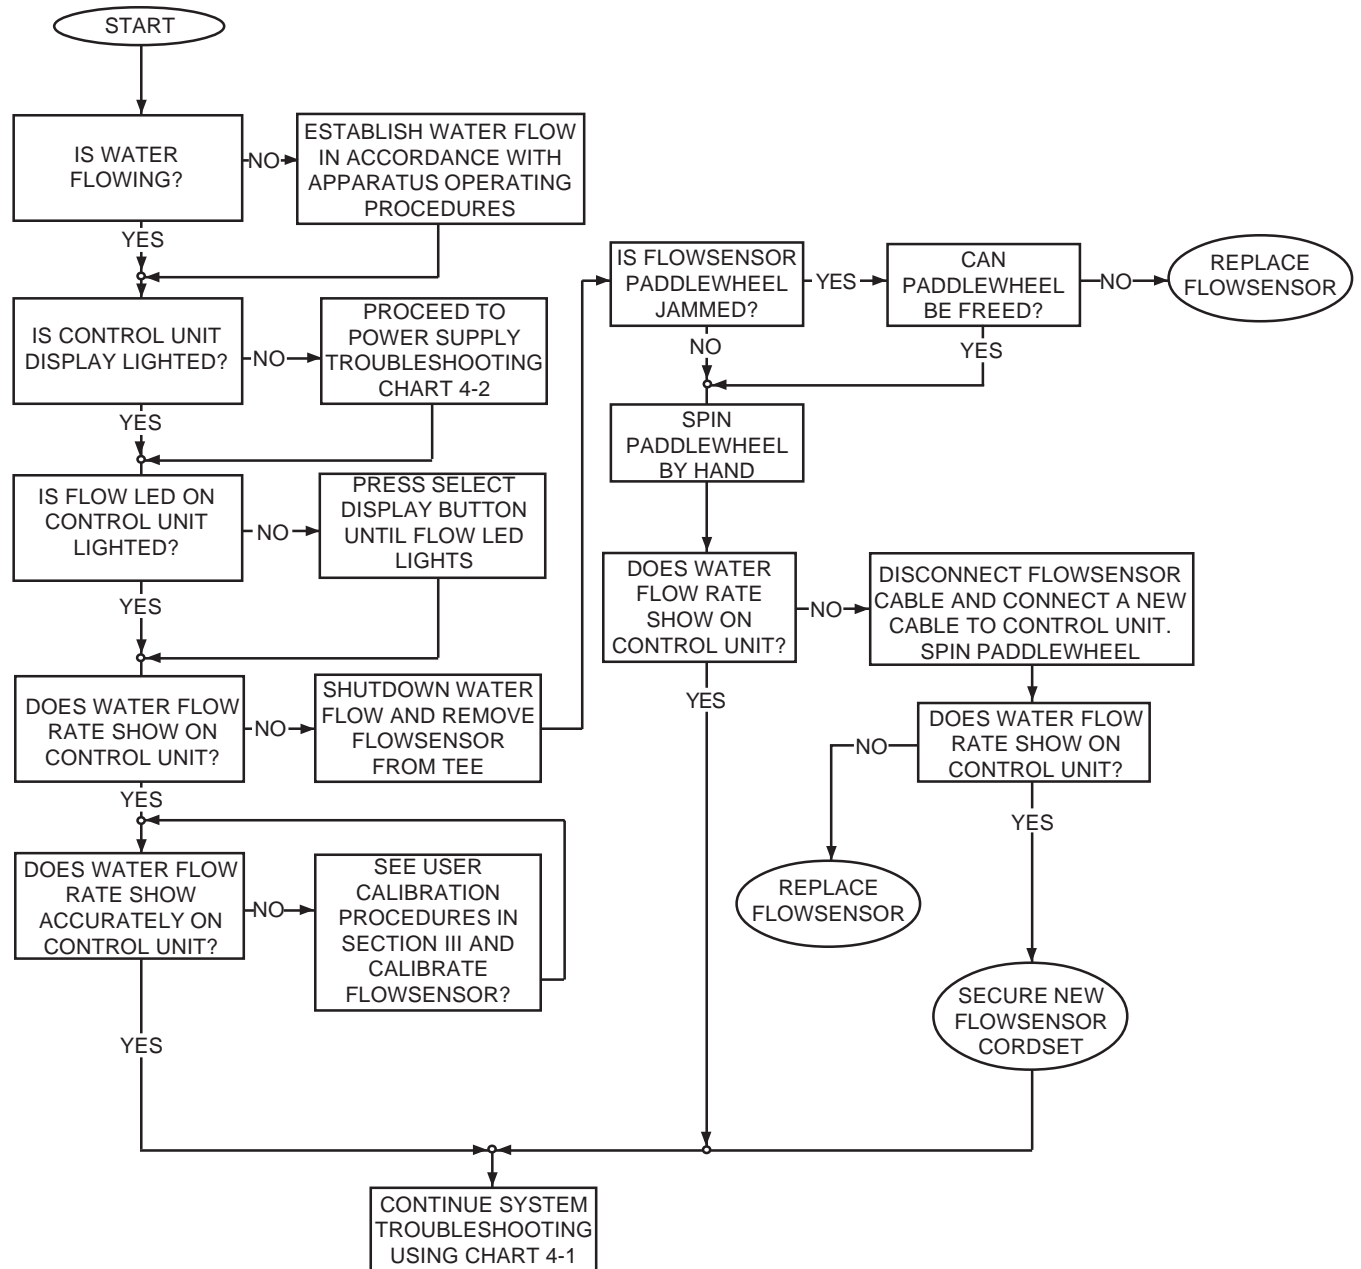 START
IS WATER
FLOWING?
NO
ESTABLISH WATER FLOW
IN ACCORDANCE WITH
APPARATUS OPERATING
PROCEDURES
YES
IS CONTROL UNIT
DISPLAY LIGHTED?
NO
PROCEED TO
POWER SUPPLY
TROUBLESHOOTING
CHART 4-2
YES
IS FLOW LED ON
CONTROL UNIT
LIGHTED?
NO
PRESS SELECT
DISPLAY BUTTON
UNTIL FLOW LED
LIGHTS
YES
DOES WATER FLOW
RATE SHOW ON
CONTROL UNIT?
NO
SHUTDOWN WATER
FLOW AND REMOVE
FLOWSENSOR
FROM TEE
YES
DOES WATER FLOW
RATE SHOW
ACCURATELY ON
CONTROL UNIT?
NO
SEE USER
CALIBRATION
PROCEDURES IN
SECTION III AND
CALIBRATE
FLOWSENSOR?
YES
IS FLOWSENSOR
PADDLEWHEEL
JAMMED?
YES
CAN
PADDLEWHEEL
BE FREED?
NO
REPLACE
FLOWSENSOR
NO
YES
SPIN
PADDLEWHEEL
BY HAND
DOES WATER
FLOW RATE
SHOW ON
CONTROL UNIT?
NO
DISCONNECT FLOWSENSOR
CABLE AND CONNECT A NEW
CABLE TO CONTROL UNIT.
SPIN PADDLEWHEEL
YES
DOES WATER FLOW
RATE SHOW ON
CONTROL UNIT?
NO
REPLACE
FLOWSENSOR
YES
SECURE NEW
FLOWSENSOR
CORDSET
CONTINUE SYSTEM
TROUBLESHOOTING
USING CHART 4-1